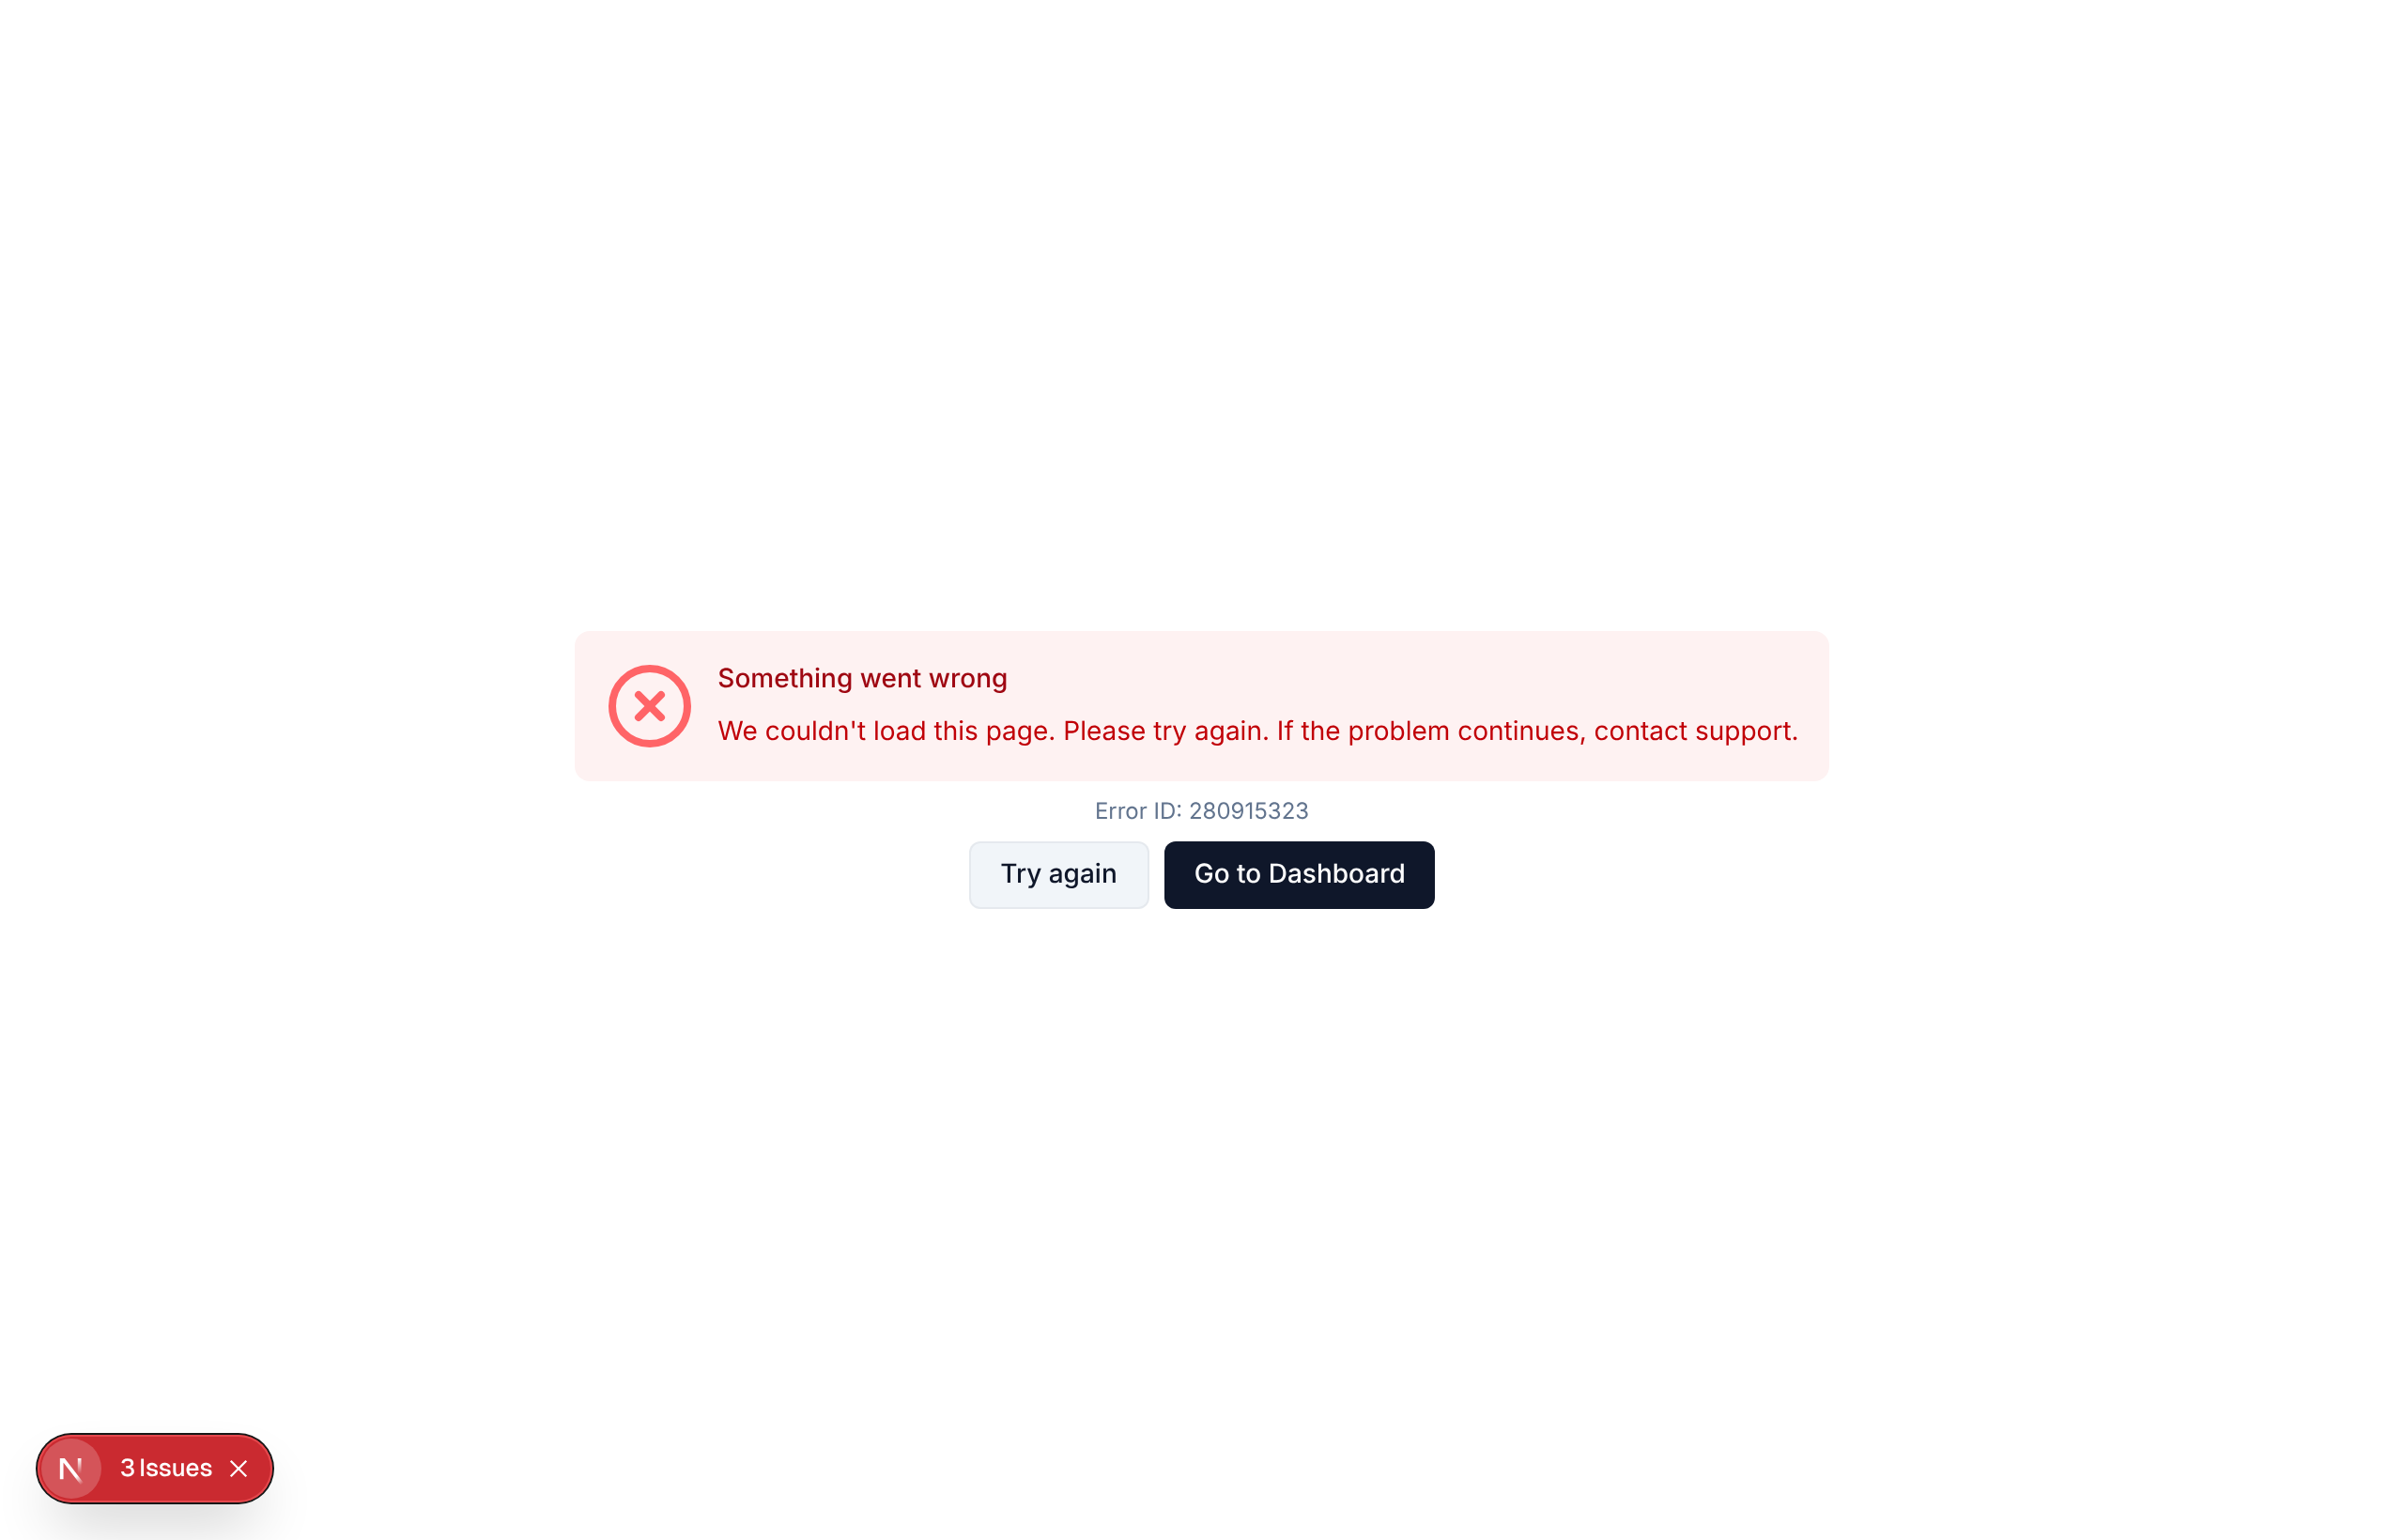 Something went wrong
We couldn't load this page. Please try again. If the problem continues, contact support.
Error ID: 280915323
Try again
Go to Dashboard
N
3 Issues